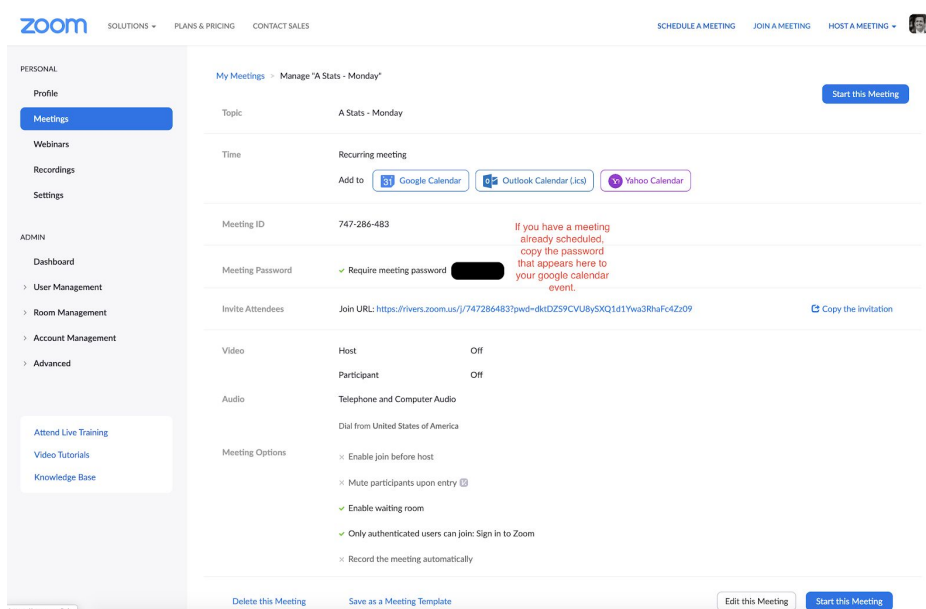 zoom SOLUTIONS PLANS & PRICING CONTACT SALES SCHEDULE A MEETING JOIN A MEETING HOST A MEETING
PERSONAL
Profile
Meetings
Webinars
Recordings
Settings
ADMIN
Dashboard
User Management
Room Management
Account Management
Advanced
Attend Live Training
Video Tutorials
Knowledge Base
My Meetings > Manage "A Stats - Monday"
Start this Meeting
Topic A Stats - Monday
Time Recurring meeting
Add to 31 Google Calendar Outlook Calendar (.ics) Yahoo Calendar
Meeting ID 747-286-483
If you have a meeting
already scheduled,
copy the password
that appears here to
your google calendar
event.
Meeting Password Require meeting password
Invite Attendees Join URL: https://rivers.zoom.us/j/747286483?pwd=dktDZS9CVU8ySXQ1d1Ywa3RhaFc4Zz09 Copy the invitation
Video Host Off
Participant Off
Audio Telephone and Computer Audio
Dial from United States of America
Meeting Options × Enable join before host
× Mute participants upon entry
Enable waiting room
Only authenticated users can join: Sign in to Zoom
× Record the meeting automatically
Delete this Meeting Save as a Meeting Template Edit this Meeting Start this Meeting